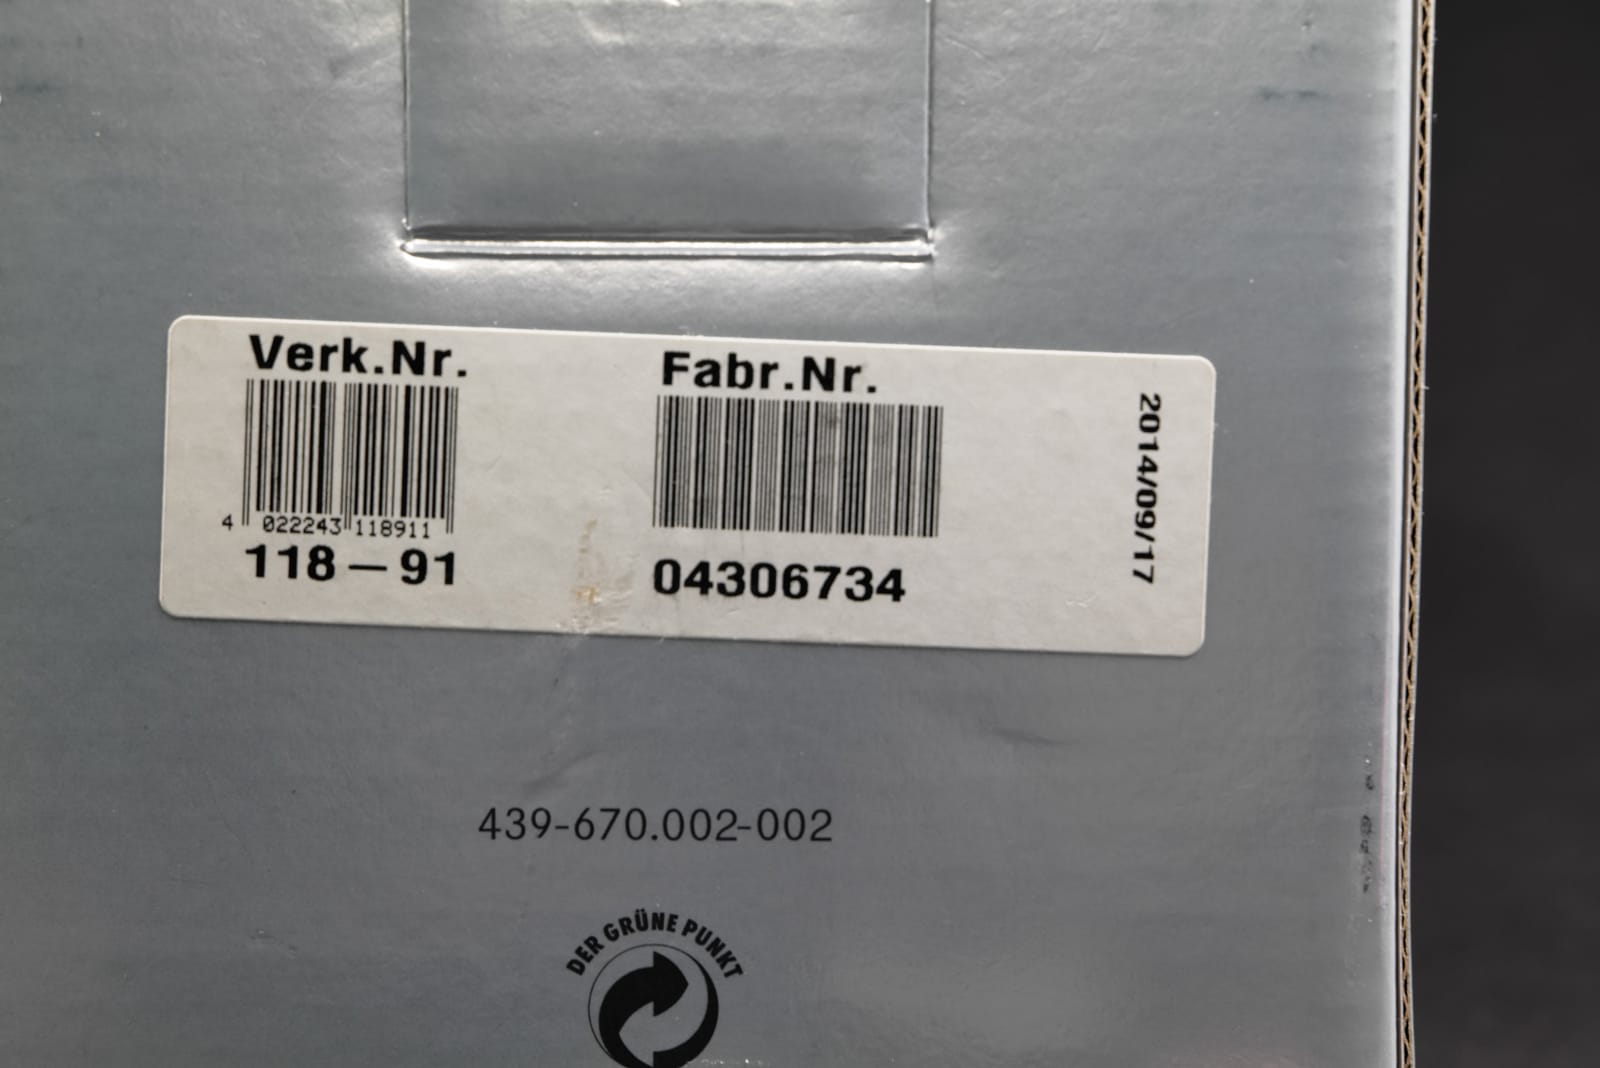 Verk.Nr.
4 022243 118911
118-91
Fabr.Nr.
04306734
2014/09/17
439-670.002-002
DER GRÜNE PUNKT